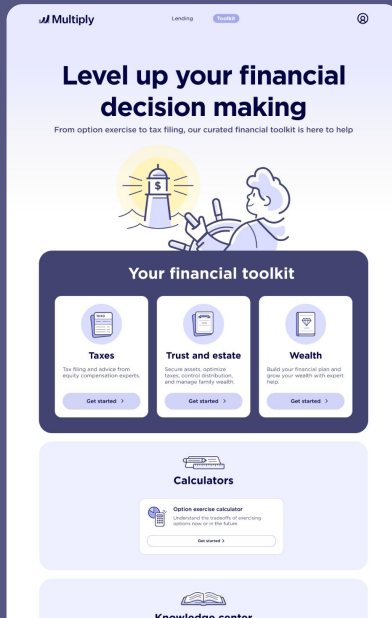 Multiply
Lending
Toolkit
Level up your financial
decision making
From option exercise to tax filing, our curated financial toolkit is here to help
$
Your financial toolkit
Taxes
Tax filing and advice from
equity compensation experts.
Get started >
Trust and estate
Secure assets, optimize
taxes, control distribution,
and manage family wealth.
Get started >
Wealth
Build your financial plan and
grow your wealth with expert
help.
Get started >
Calculators
Option exercise calculator
Understand the tradeoffs of exercising
options now or in the future
Get started >
Knowledge center